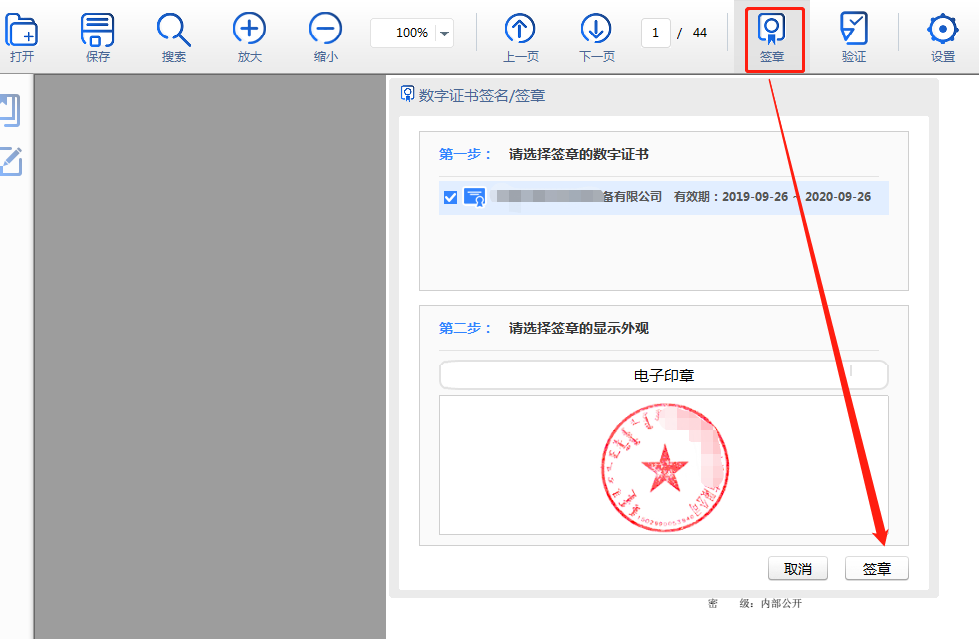 打开 保存 搜索 放大 缩小 100% 上一页 下一页 1 / 44 签章 验证 设置
数字证书签名/签章
第一步： 请选择签章的数字证书
备有限公司 有效期：2019-09-26 ~ 2020-09-26
第二步： 请选择签章的显示外观
电子印章
有限公司
取消 签章
密 级：内部公开